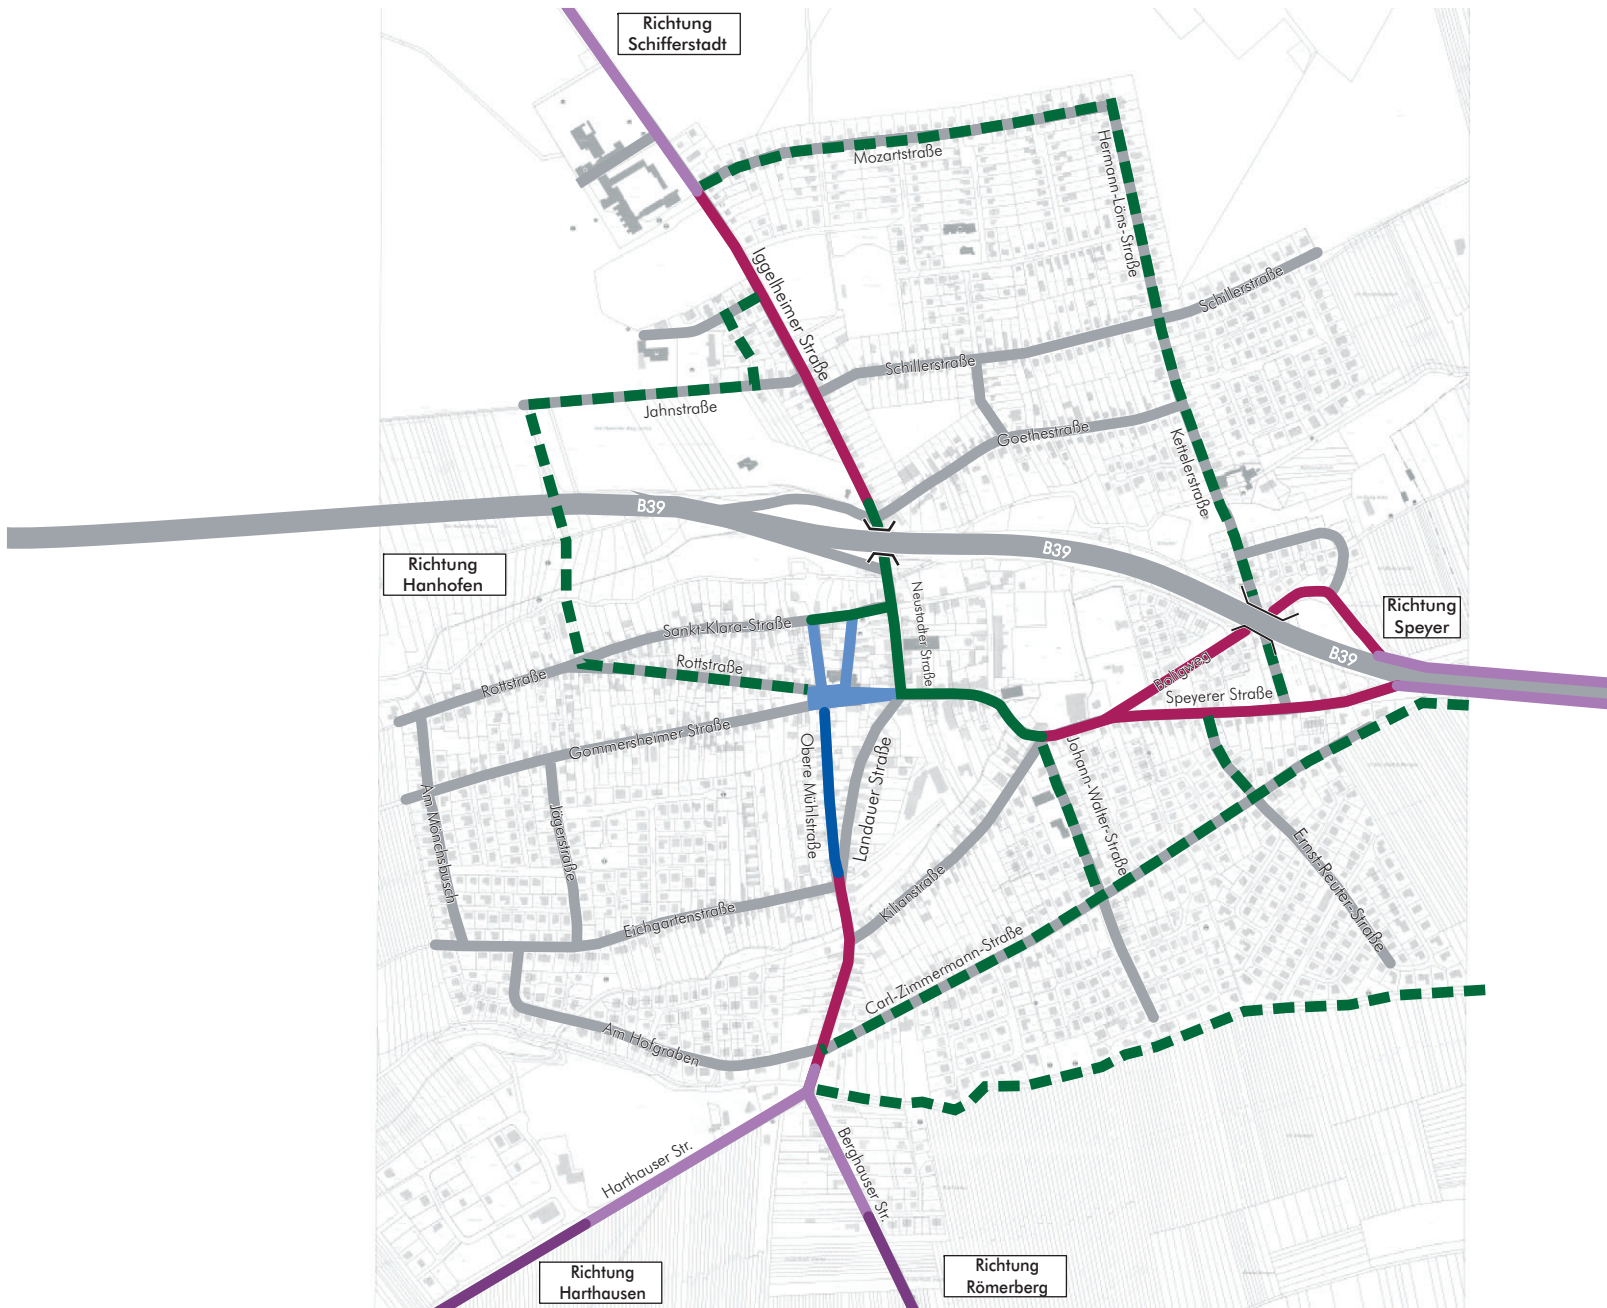 Richtung
Schifferstadt
Mozartstraße
Hermann-Löns-Straße
Iggelheimer Straße
Schillerstraße
Schillerstraße
Jahnstraße
Goethestraße
Kettelerstraße
B39
B39
Richtung
Hanhofen
Neustadter Straße
Richtung
Speyer
Sankt-Klara-Straße
B39
Rottstraße
Rottstraße
Boligweg
Speyerer Straße
Gommersheimer Straße
Obere Mühlstraße
Landauer Straße
Johann-Walter-Straße
Am Mönchsbusch
Jägerstraße
Ernst-Reuter-Straße
Kilianstraße
Eichgartenstraße
Carl-Zimmermann-Straße
Am Hofgraben
Harthauser Str.
Berghauser Str.
Richtung
Harthausen
Richtung
Römerberg